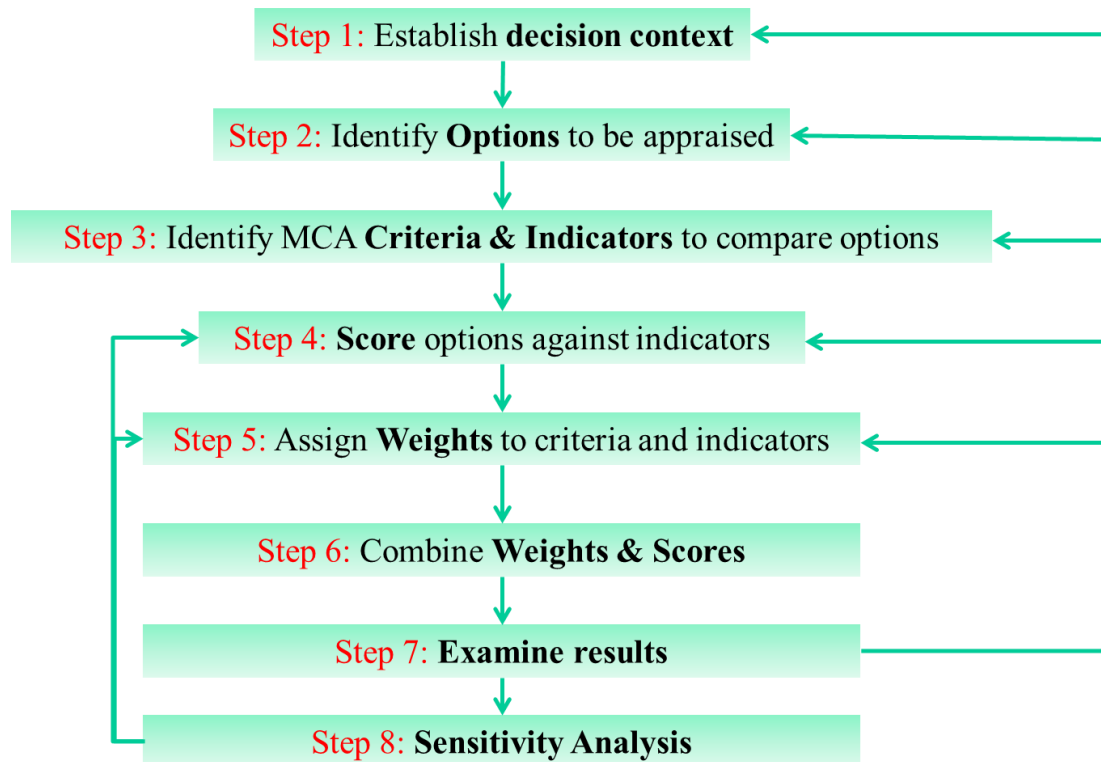 Step 1: Establish decision context
Step 2: Identify Options to be appraised
Step 3: Identify MCA Criteria & Indicators to compare options
Step 4: Score options against indicators
Step 5: Assign Weights to criteria and indicators
Step 6: Combine Weights & Scores
Step 7: Examine results
Step 8: Sensitivity Analysis